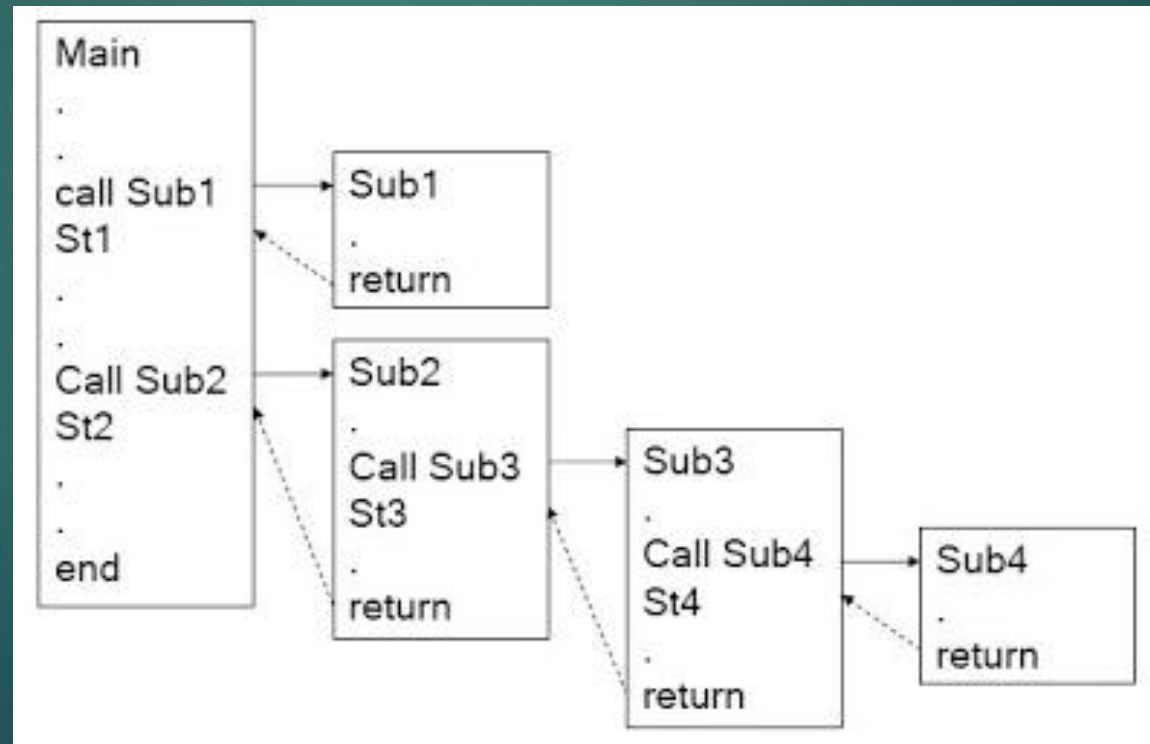 Main
.
.
call Sub1
St1
.
.
Call Sub2
St2
.
.
end
Sub1
.
return
Sub2
.
Call Sub3
St3
.
return
Sub3
.
Call Sub4
St4
.
return
Sub4
.
return